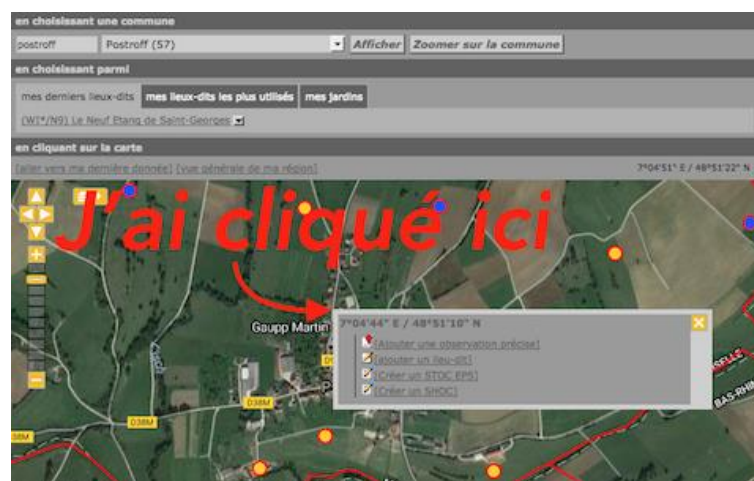 en choisissant une commune
postroff Postroff (57) Afficher Zoomer sur la commune
en choisissant parmi
mes derniers lieux-dits mes lieux-dits les plus utilisés mes jardins
(WI*/N9) Le Neuf Etang de Saint-Georges
en cliquant sur la carte
[aller vers ma dernière donnée] [vue générale de ma région] 7°04'51" E / 48°51'22" N
J'ai cliqué ici
7°04'44" E / 48°51'10" N
Gaupp Martin
[Ajouter une observation précise]
[ajouter un lieu-dit]
[Créer un STOC EPS]
[Créer un SHOC]
D38M
D38M
D38M
BAS-RHIN